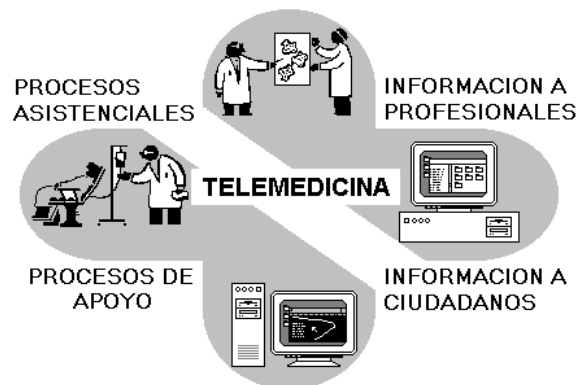 PROCESOS
ASISTENCIALES
INFORMACION A
PROFESIONALES
TELEMEDICINA
PROCESOS DE
APOYO
INFORMACION A
CIUDADANOS